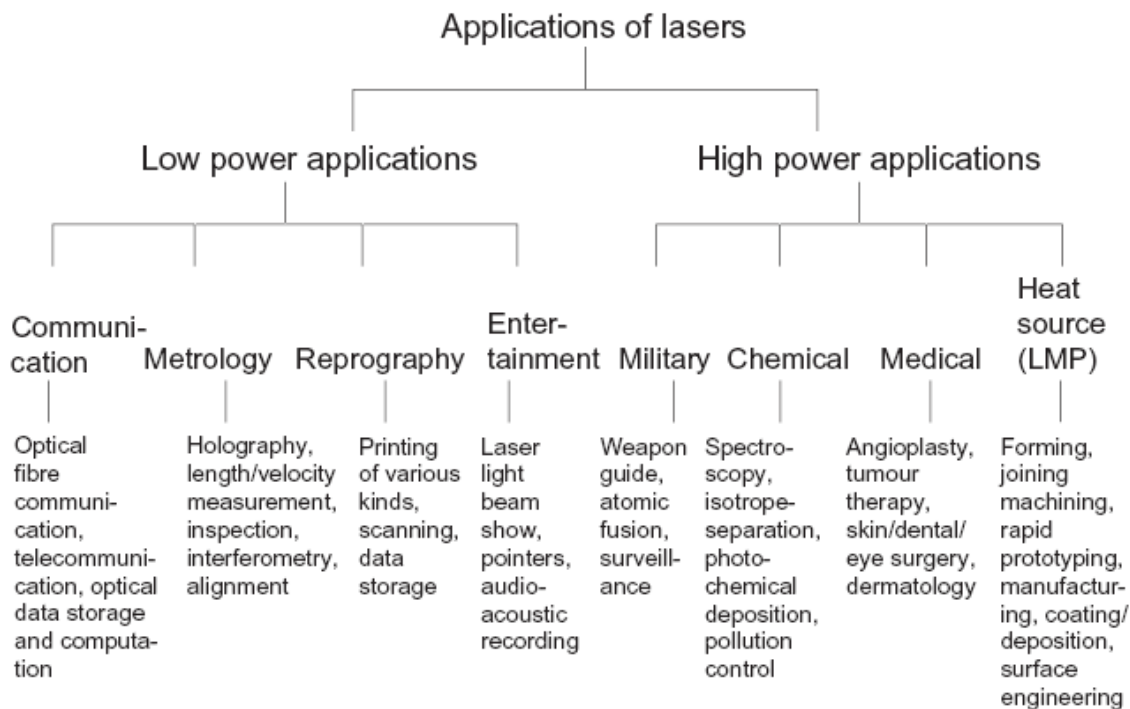 Applications of lasers
Low power applications
High power applications
Communi-
cation
Metrology
Reprography
Enter-
tainment
Military
Chemical
Medical
Heat
source
(LMP)
Optical
fibre
communi-
cation,
telecommuni-
cation, optical
data storage
and computa-
tion
Holography,
length/velocity
measurement,
inspection,
interferometry,
alignment
Printing
of various
kinds,
scanning,
data
storage
Laser
light
beam
show,
pointers,
audio-
acoustic
recording
Weapon
guide,
atomic
fusion,
surveill-
ance
Spectro-
scopy,
isotrope-
separation,
photo-
chemical
deposition,
pollution
control
Angioplasty,
tumour
therapy,
skin/dental/
eye surgery,
dermatology
Forming,
joining
machining,
rapid
prototyping,
manufactur-
ing, coating/
deposition,
surface
engineering